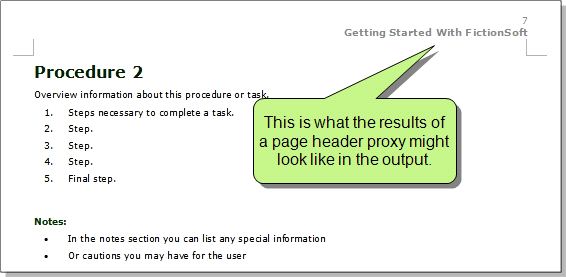 7
Getting Started With FictionSoft
Procedure 2
Overview information about this procedure or task.
1. Steps necessary to complete a task.
2. Step.
3. Step.
4. Step.
5. Final step.
This is what the results of
a page header proxy might
look like in the output.
Notes:
• In the notes section you can list any special information
• Or cautions you may have for the user